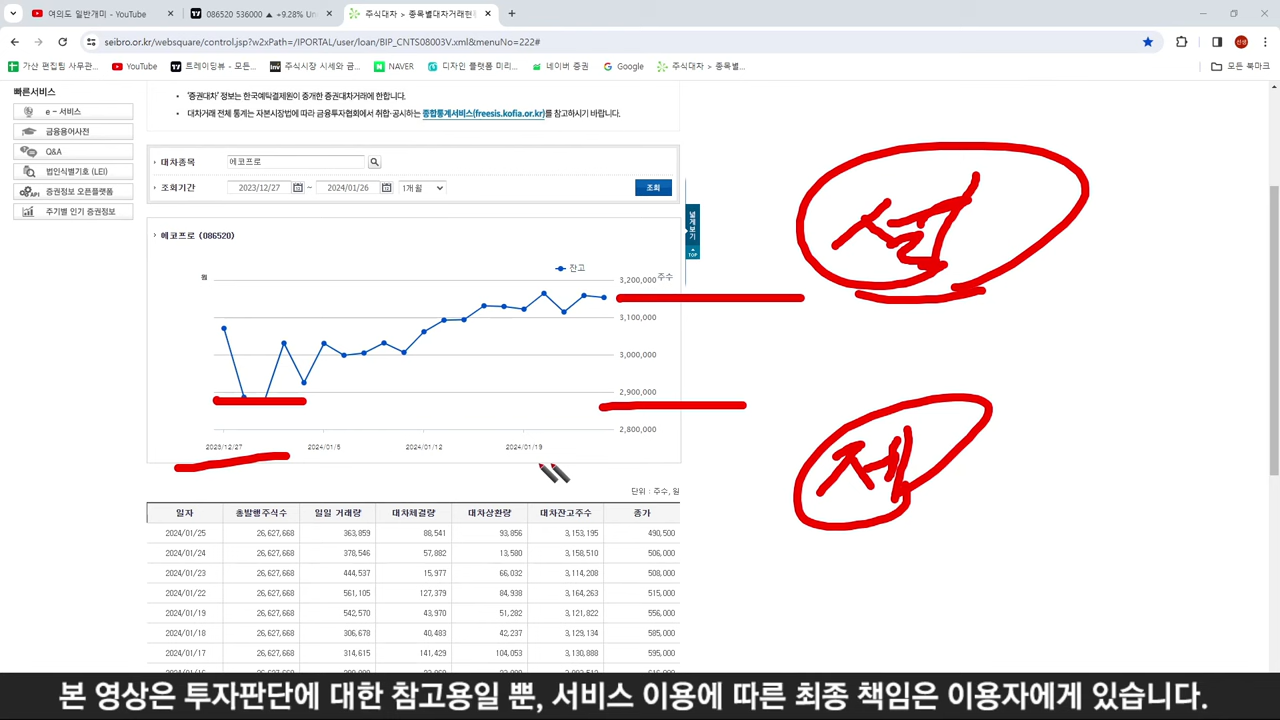 여의도 일반개미 - YouTube
086520 536000 ▲ +9.28% U
주식대차 > 종목별대차거래현
seibro.or.kr/websquare/control.jsp?w2xPath=/IPORTAL/user/loan/BIP_CNTS08003V.xml&menuNo=222#
가산 편집팀 사무관...
YouTube
트레이딩뷰 - 모든...
주식시장 시세와 금...
NAVER
디자인 플랫폼 미리...
네이버 증권
Google
주식대차 > 종목별...
모든 북마크
빠른서비스
e - 서비스
금융용어사전
Q&A
법인식별기호 (LEI)
증권정보 오픈플랫폼
주기별 인기 증권정보
• '증권대차' 정보는 한국예탁결제원이 중개한 증권대차거래에 한합니다.
• 대차거래 전체 통계는 자본시장법에 따라 금융투자협회에서 취합·공시하는 종합통계서비스(freesis.kofia.or.kr)를 참고하시기 바랍니다.
대차종목 에코프로
조회기간 2023/12/27 ~ 2024/01/26 1개월 조회
넓게보기
TOP
에코프로 (086520)
잔고
원
주수
3,200,000
3,100,000
3,000,000
2,900,000
2,800,000
2023/12/27 2024/01/5 2024/01/12 2024/01/19
단위 : 주수, 원
일자 총발행주식수 일일 거래량 대차체결량 대차상환량 대차잔고주수 종가
2024/01/25 26,627,668 363,859 88,541 93,856 3,153,195 490,500
2024/01/24 26,627,668 378,546 57,882 13,580 3,158,510 506,000
2024/01/23 26,627,668 444,537 15,977 66,032 3,114,208 508,000
2024/01/22 26,627,668 561,105 127,379 84,938 3,164,263 515,000
2024/01/19 26,627,668 542,570 43,970 51,282 3,121,822 556,000
2024/01/18 26,627,668 306,678 40,483 42,237 3,129,134 585,000
2024/01/17 26,627,668 314,615 141,429 104,053 3,130,888 595,000
본 영상은 투자판단에 대한 참고용일 뿐, 서비스 이용에 따른 최종 책임은 이용자에게 있습니다.